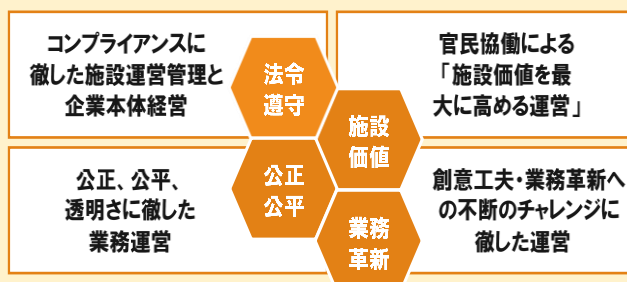 コンプライアンスに
徹した施設運営管理と
企業本体経営
法令
遵守
官民協働による
「施設価値を最
大に高める運営」
施設
価値
公正、公平、
透明さに徹した
業務運営
公正
公平
創意工夫・業務革新へ
の不断のチャレンジに
徹した運営
業務
革新